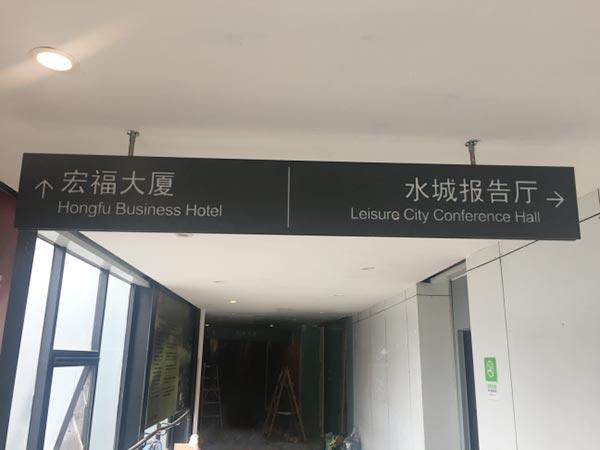 宏福大厦
Hongfu Business Hotel
水城报告厅
Leisure City Conference Hall